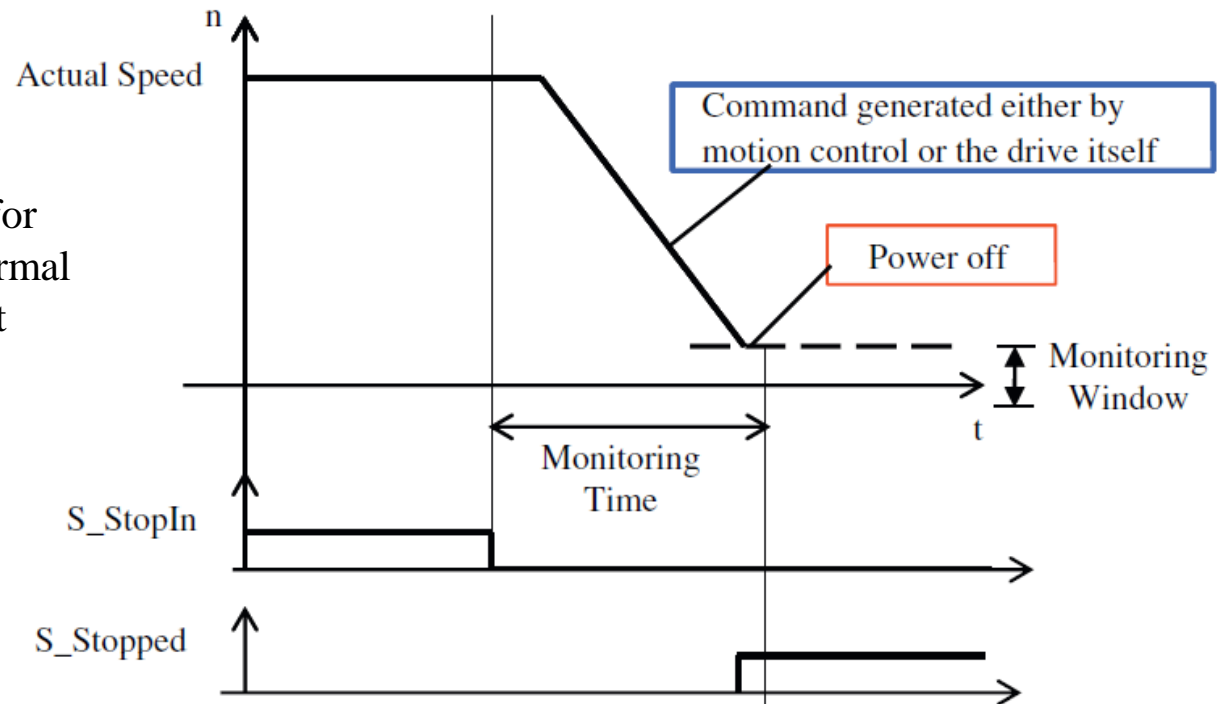 n
Actual Speed
Command generated either by
motion control or the drive itself
for
rmal
t
Power off
Monitoring
Window
t
Monitoring
Time
S_StopIn
S_Stopped